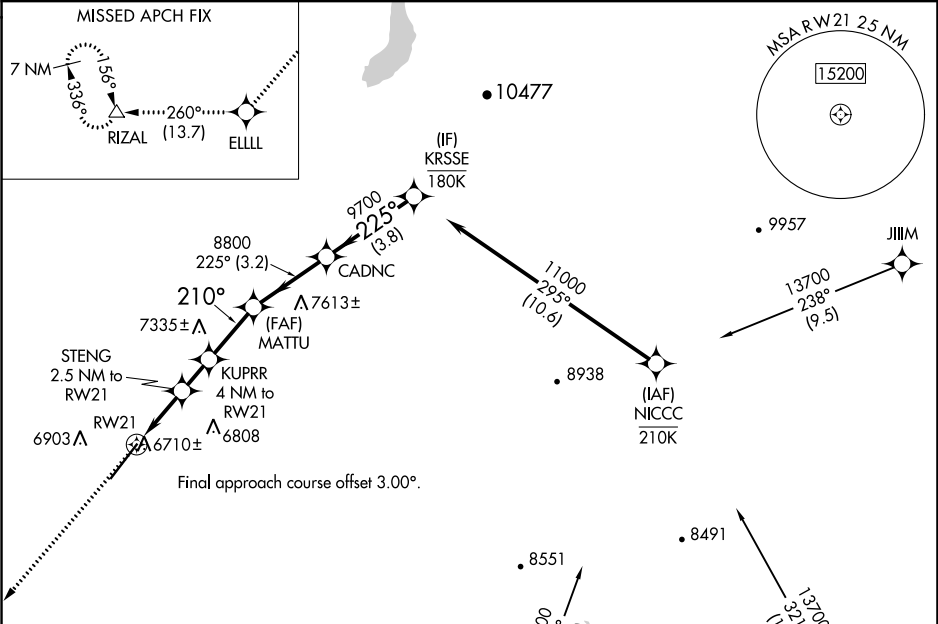 MISSED APCH FIX
7 NM
156°
336°
RIZAL
260°
(13.7)
ELLLL
10477
MSA RW21 25 NM
15200
(IF)
KRSSE
180K
9700
225°
(3.8)
8800
225° (3.2)
CADNC
210°
7613±
7335±
(FAF)
MATTU
STENG
2.5 NM to
RW21
KUPRR
4 NM to
RW21
RW21
6903
6710±
6808
Final approach course offset 3.00°.
11000
295°
(10.6)
9957
JIIIM
13700
238°
(9.5)
8938
(IAF)
NICCC
210K
8491
8551
13700
321